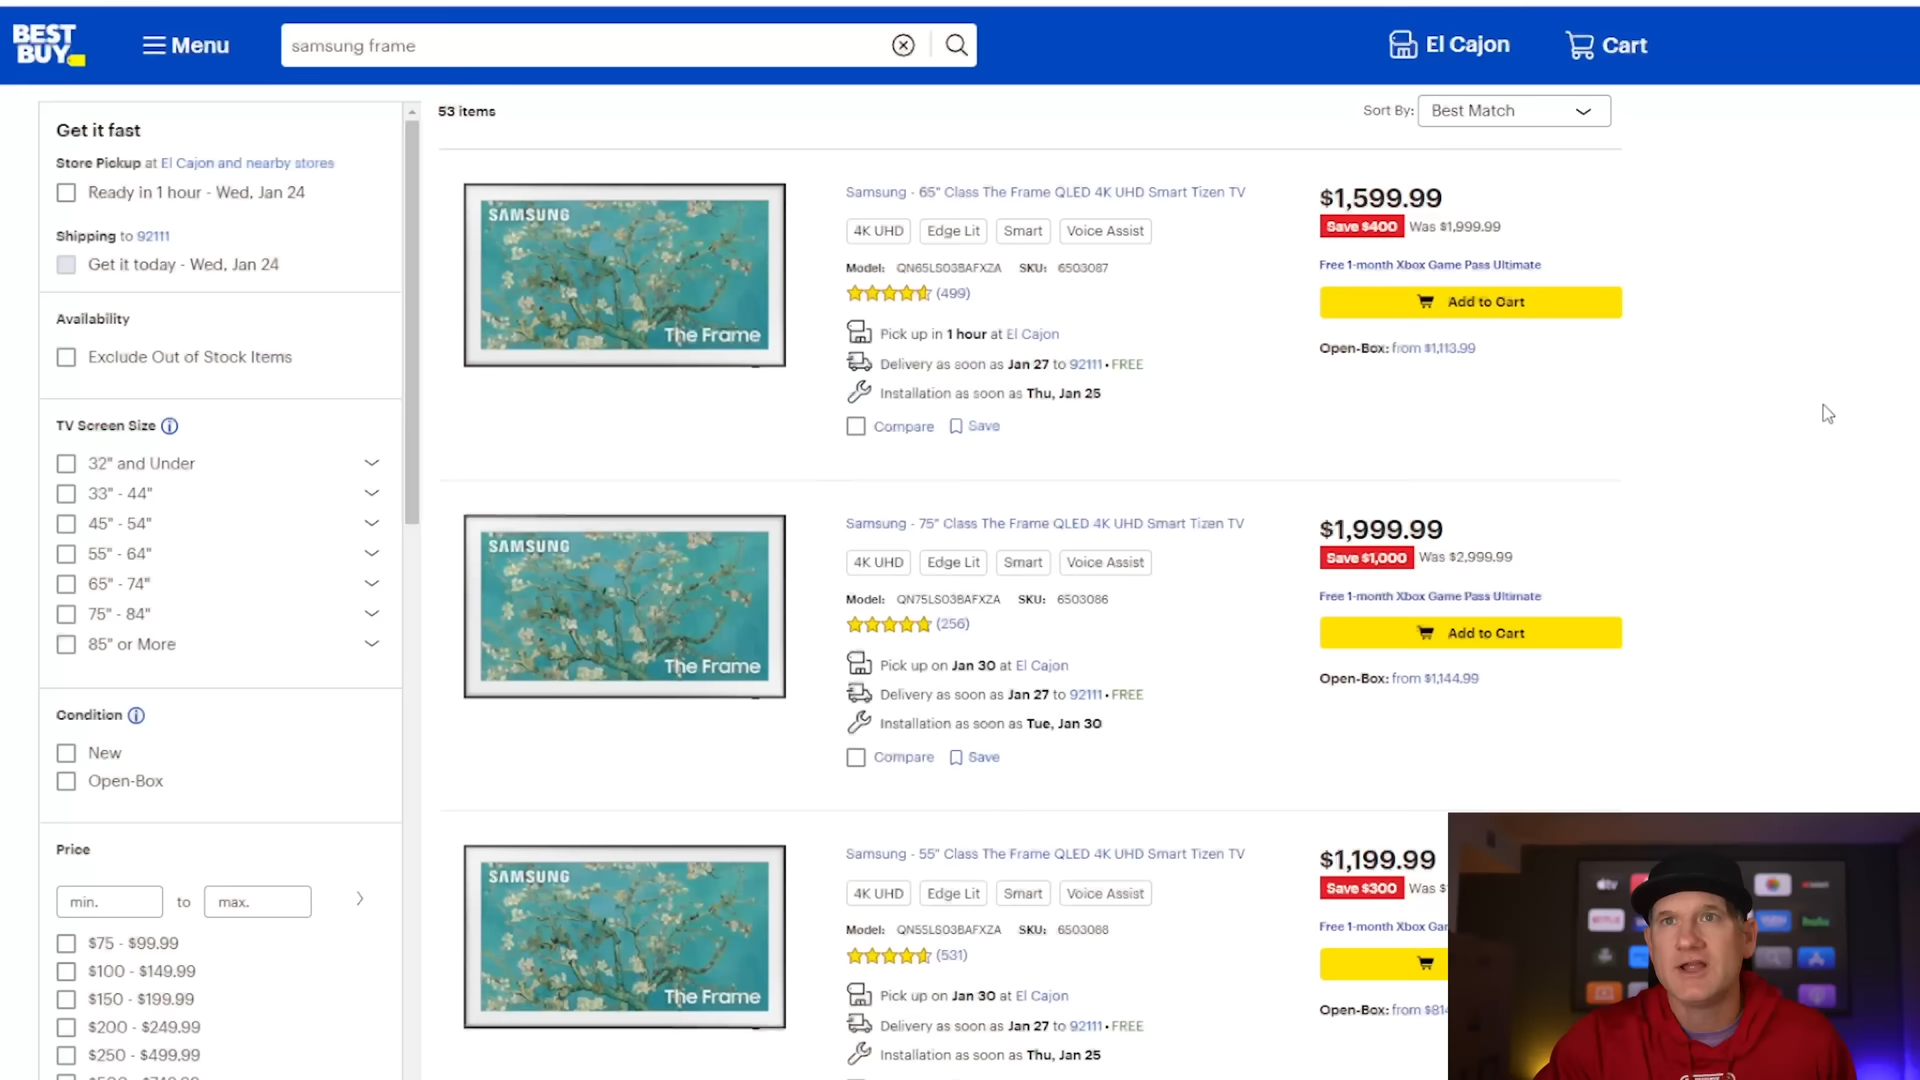 BEST
BUY
Menu
samsung frame
El Cajon
Cart
Get it fast
Store Pickup at El Cajon and nearby stores
Ready in 1 hour - Wed, Jan 24
Shipping to 92111
Get it today - Wed, Jan 24
Availability
Exclude Out of Stock Items
TV Screen Size
32" and Under
33" - 44"
45" - 54"
55" - 64"
65" - 74"
75" - 84"
85" or More
Condition
New
Open-Box
Price
min.
to
max.
$75 - $99.99
$100 - $149.99
$150 - $199.99
$200 - $249.99
$250 - $499.99
53 items
Sort By:
Best Match
SAMSUNG
The Frame
Samsung - 65" Class The Frame QLED 4K UHD Smart Tizen TV
4K UHD
Edge Lit
Smart
Voice Assist
Model: QN65LS03BAFXZA SKU: 6503087
(499)
Pick up in 1 hour at El Cajon
Delivery as soon as Jan 27 to 92111 • FREE
Installation as soon as Thu, Jan 25
Compare
Save
$1,599.99
Save $400 Was $1,999.99
Free 1-month Xbox Game Pass Ultimate
Add to Cart
Open-Box: from $1,113.99
SAMSUNG
The Frame
Samsung - 75" Class The Frame QLED 4K UHD Smart Tizen TV
4K UHD
Edge Lit
Smart
Voice Assist
Model: QN75LS03BAFXZA SKU: 6503086
(256)
Pick up on Jan 30 at El Cajon
Delivery as soon as Jan 27 to 92111 • FREE
Installation as soon as Tue, Jan 30
Compare
Save
$1,999.99
Save $1,000 Was $2,999.99
Free 1-month Xbox Game Pass Ultimate
Add to Cart
Open-Box: from $1,144.99
SAMSUNG
The Frame
Samsung - 55" Class The Frame QLED 4K UHD Smart Tizen TV
4K UHD
Edge Lit
Smart
Voice Assist
Model: QN55LS03BAFXZA SKU: 6503088
(531)
Pick up on Jan 30 at El Cajon
Delivery as soon as Jan 27 to 92111 • FREE
Installation as soon as Thu, Jan 25
$1,199.99
Save $300 Was
Free 1-month Xbox
Open-Box: from
tv
NETFLIX
hulu